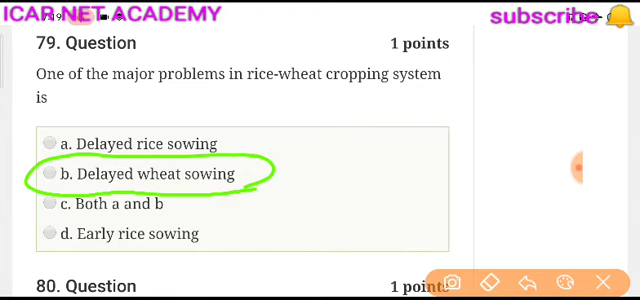 ICAR NET ACADEMY
subscribe
79. Question
1 points
One of the major problems in rice-wheat cropping system
is
a. Delayed rice sowing
b. Delayed wheat sowing
c. Both a and b
d. Early rice sowing
80. Question
1 points